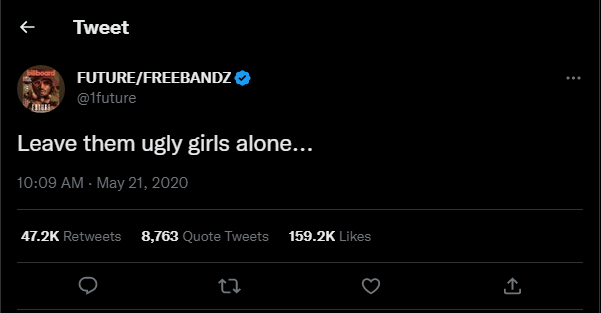 Tweet
billboard
FUTURE
FUTURE/FREEBANDZ
@1future
Leave them ugly girls alone...
10:09 AM · May 21, 2020
47.2K Retweets 8,763 Quote Tweets 159.2K Likes